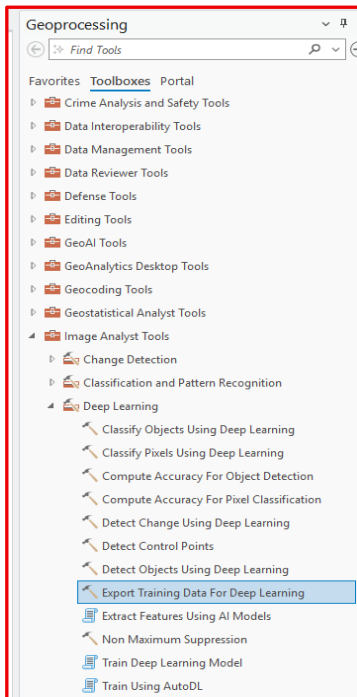 Geoprocessing
Find Tools
Favorites Toolboxes Portal
Crime Analysis and Safety Tools
Data Interoperability Tools
Data Management Tools
Data Reviewer Tools
Defense Tools
Editing Tools
GeoAI Tools
GeoAnalytics Desktop Tools
Geocoding Tools
Geostatistical Analyst Tools
Image Analyst Tools
Change Detection
Classification and Pattern Recognition
Deep Learning
Classify Objects Using Deep Learning
Classify Pixels Using Deep Learning
Compute Accuracy For Object Detection
Compute Accuracy For Pixel Classification
Detect Change Using Deep Learning
Detect Control Points
Detect Objects Using Deep Learning
Export Training Data For Deep Learning
Extract Features Using AI Models
Non Maximum Suppression
Train Deep Learning Model
Train Using AutoDL